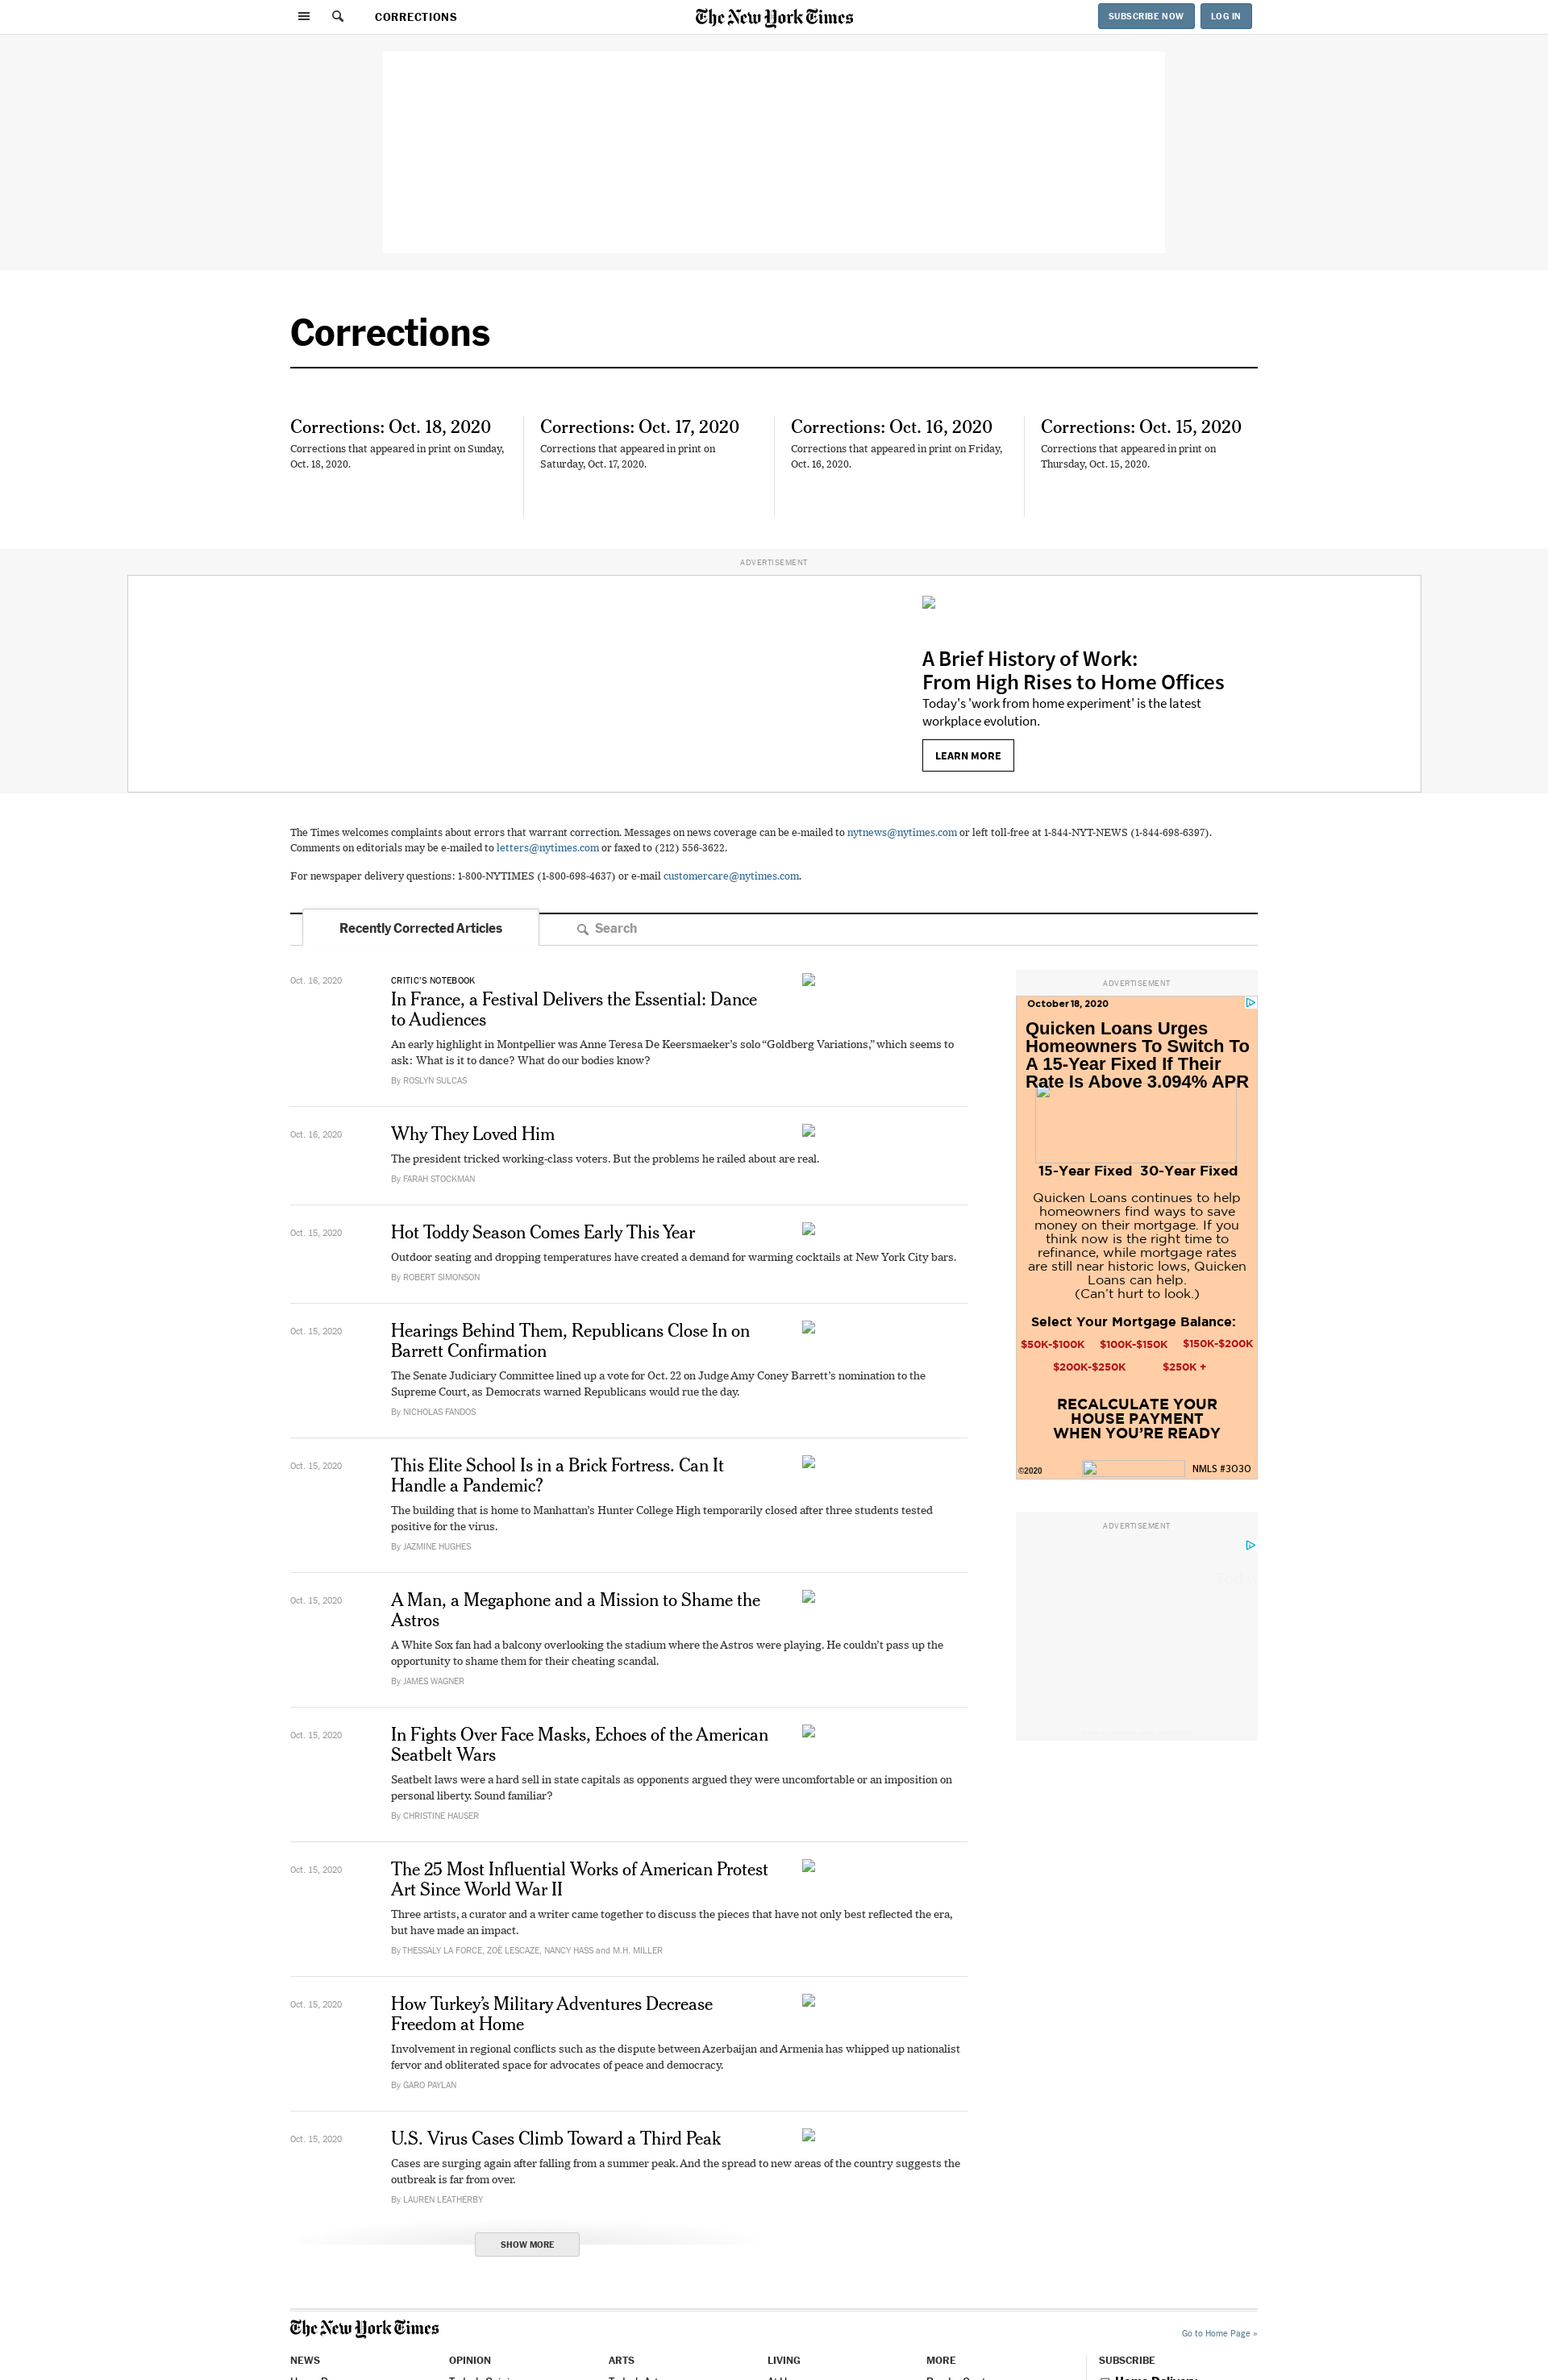 CORRECTIONS
The New York Times
SUBSCRIBE NOW
LOG IN
Corrections
Corrections: Oct. 18, 2020
Corrections that appeared in print on Sunday,
Oct. 18, 2020.
Corrections: Oct. 17, 2020
Corrections that appeared in print on
Saturday, Oct. 17, 2020.
Corrections: Oct. 16, 2020
Corrections that appeared in print on Friday,
Oct. 16, 2020.
Corrections: Oct. 15, 2020
Corrections that appeared in print on
Thursday, Oct. 15, 2020.
ADVERTISEMENT
A Brief History of Work:
From High Rises to Home Offices
Today's 'work from home experiment' is the latest
workplace evolution.
LEARN MORE
The Times welcomes complaints about errors that warrant correction. Messages on news coverage can be e-mailed to nytnews@nytimes.com or left toll-free at 1-844-NYT-NEWS (1-844-698-6397).
Comments on editorials may be e-mailed to letters@nytimes.com or faxed to (212) 556-3622.
For newspaper delivery questions: 1-800-NYTIMES (1-800-698-4637) or e-mail customercare@nytimes.com.
Recently Corrected Articles
Search
Oct. 16, 2020
CRITIC'S NOTEBOOK
In France, a Festival Delivers the Essential: Dance
to Audiences
An early highlight in Montpellier was Anne Teresa De Keersmaeker’s solo “Goldberg Variations,” which seems to
ask: What is it to dance? What do our bodies know?
By ROSLYN SULCAS
Oct. 16, 2020
Why They Loved Him
The president tricked working-class voters. But the problems he railed about are real.
By FARAH STOCKMAN
Oct. 15, 2020
Hot Toddy Season Comes Early This Year
Outdoor seating and dropping temperatures have created a demand for warming cocktails at New York City bars.
By ROBERT SIMONSON
Oct. 15, 2020
Hearings Behind Them, Republicans Close In on
Barrett Confirmation
The Senate Judiciary Committee lined up a vote for Oct. 22 on Judge Amy Coney Barrett’s nomination to the
Supreme Court, as Democrats warned Republicans would rue the day.
By NICHOLAS FANDOS
Oct. 15, 2020
This Elite School Is in a Brick Fortress. Can It
Handle a Pandemic?
The building that is home to Manhattan’s Hunter College High temporarily closed after three students tested
positive for the virus.
By JAZMINE HUGHES
Oct. 15, 2020
A Man, a Megaphone and a Mission to Shame the
Astros
A White Sox fan had a balcony overlooking the stadium where the Astros were playing. He couldn’t pass up the
opportunity to shame them for their cheating scandal.
By JAMES WAGNER
Oct. 15, 2020
In Fights Over Face Masks, Echoes of the American
Seatbelt Wars
Seatbelt laws were a hard sell in state capitals as opponents argued they were uncomfortable or an imposition on
personal liberty. Sound familiar?
By CHRISTINE HAUSER
Oct. 15, 2020
The 25 Most Influential Works of American Protest
Art Since World War II
Three artists, a curator and a writer came together to discuss the pieces that have not only best reflected the era,
but have made an impact.
By THESSALY LA FORCE, ZOË LESCAZE, NANCY HASS and M.H. MILLER
Oct. 15, 2020
How Turkey’s Military Adventures Decrease
Freedom at Home
Involvement in regional conflicts such as the dispute between Azerbaijan and Armenia has whipped up nationalist
fervor and obliterated space for advocates of peace and democracy.
By GARO PAYLAN
Oct. 15, 2020
U.S. Virus Cases Climb Toward a Third Peak
Cases are surging again after falling from a summer peak. And the spread to new areas of the country suggests the
outbreak is far from over.
By LAUREN LEATHERBY
SHOW MORE
ADVERTISEMENT
October 18, 2020
Quicken Loans Urges
Homeowners To Switch To
A 15-Year Fixed If Their
Rate Is Above 3.094% APR
15-Year Fixed 30-Year Fixed
Quicken Loans continues to help
homeowners find ways to save
money on their mortgage. If you
think now is the right time to
refinance, while mortgage rates
are still near historic lows, Quicken
Loans can help.
(Can’t hurt to look.)
Select Your Mortgage Balance:
$50K-$100K $100K-$150K $150K-$200K
$200K-$250K $250K +
RECALCULATE YOUR
HOUSE PAYMENT
WHEN YOU’RE READY
©2020
NMLS #3030
ADVERTISEMENT
The New York Times
Go to Home Page »
NEWS
OPINION
ARTS
LIVING
MORE
SUBSCRIBE
Home Delivery